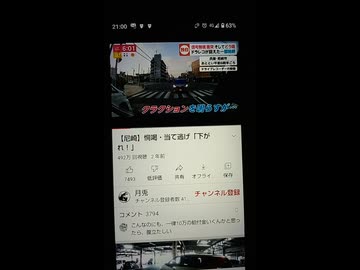 21:00
63%
6:01
クラクションを鳴らすが…
【尼崎】恫喝・当て逃げ「下が
れ！」
492万 回視聴 2 年前
1493
低評価
共有
オフライ...
保存
月兎
チャンネル登録
チャンネル登録者数 41...
コメント 3794
こんなのにも、一律10万の給付金いくんかと思っ
たら、腹立たしい